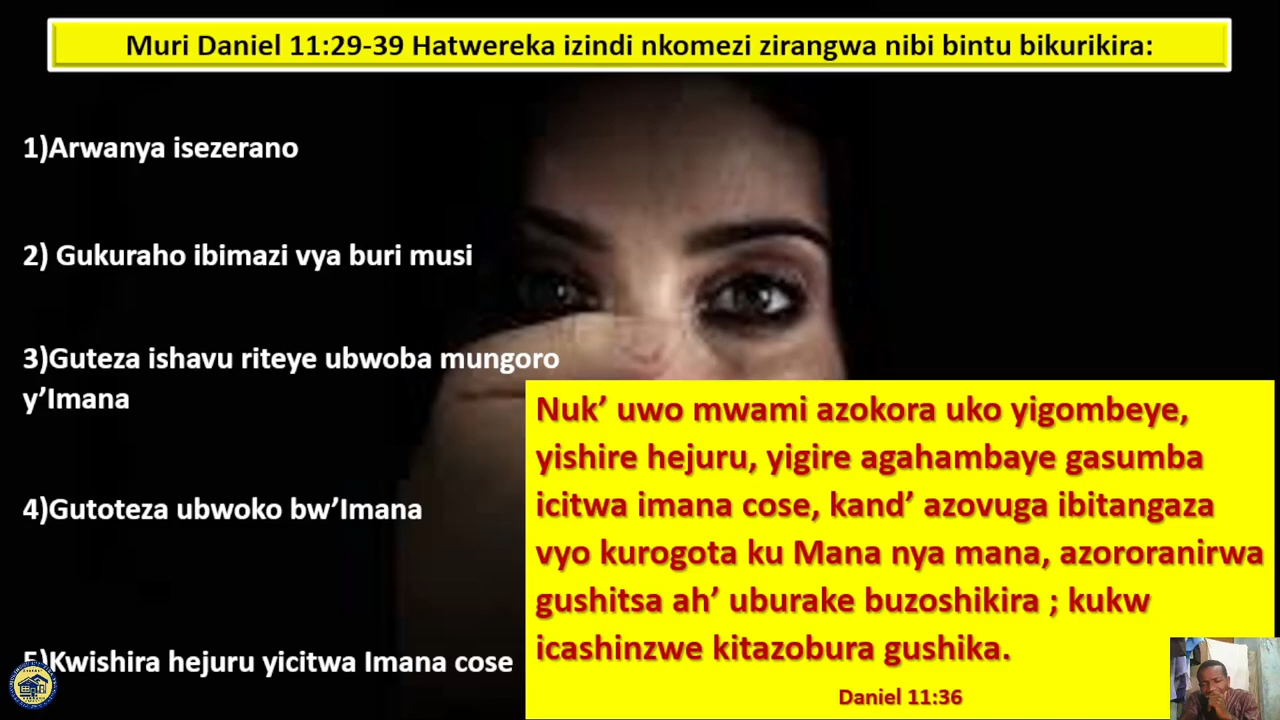 Muri Daniel 11:29-39 Hatwereka izindi nkomezi zirangwa nibi bintu bikurikira:
1)Arwanya isezerano
2) Gukuraho ibimazi vya buri musi
3)Guteza ishavu riteye ubwoba mungoro
y’Imana
4)Gutoteza ubwoko bw’Imana
5)Kwishira hejuru yicitwa Imana cose
Nuk’ uwo mwami azokora uko yigombeye,
yishire hejuru, yigire agahambaye gasumba
icitwa imana cose, kand’ azovuga ibitangaza
vyo kurogota ku Mana nya mana, azororanirwa
gushitsa ah’ uburake buzoshikira ; kukw
icashinzwe kitazobura gushika.
Daniel 11:36